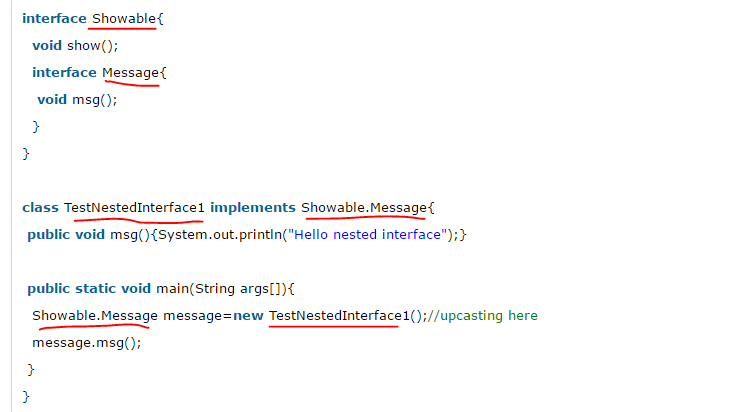 interface Showable{
void show();
interface Message{
void msg();
}
}
class TestNestedInterface1 implements Showable.Message{
public void msg(){System.out.println("Hello nested interface");}
public static void main(String args[]){
Showable.Message message=new TestNestedInterface1();//upcasting here
message.msg();
}
}